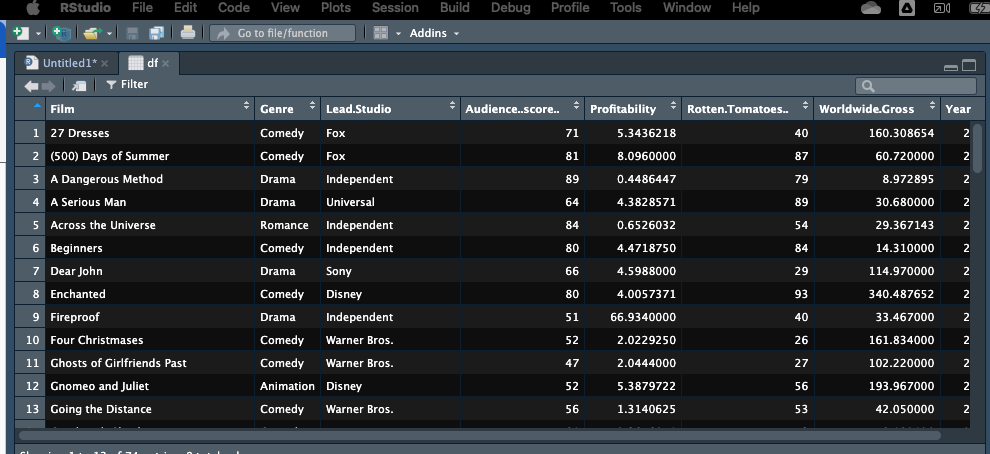 RStudio File Edit Code View Plots Session Build Debug Profile Tools Window Help
Go to file/function Addins
Untitled1* df
Filter
Film Genre Lead.Studio Audience..score.. Profitability Rotten.Tomatoes.. Worldwide.Gross Year
1 27 Dresses Comedy Fox 71 5.3436218 40 160.308654 2
2 (500) Days of Summer Comedy Fox 81 8.0960000 87 60.720000 2
3 A Dangerous Method Drama Independent 89 0.4486447 79 8.972895 2
4 A Serious Man Drama Universal 64 4.3828571 89 30.680000 2
5 Across the Universe Romance Independent 84 0.6526032 54 29.367143 2
6 Beginners Comedy Independent 80 4.4718750 84 14.310000 2
7 Dear John Drama Sony 66 4.5988000 29 114.970000 2
8 Enchanted Comedy Disney 80 4.0057371 93 340.487652 2
9 Fireproof Drama Independent 51 66.9340000 40 33.467000 2
10 Four Christmases Comedy Warner Bros. 52 2.0229250 26 161.834000 2
11 Ghosts of Girlfriends Past Comedy Warner Bros. 47 2.0444000 27 102.220000 2
12 Gnomeo and Juliet Animation Disney 52 5.3879722 56 193.967000 2
13 Going the Distance Comedy Warner Bros. 56 1.3140625 53 42.050000 2